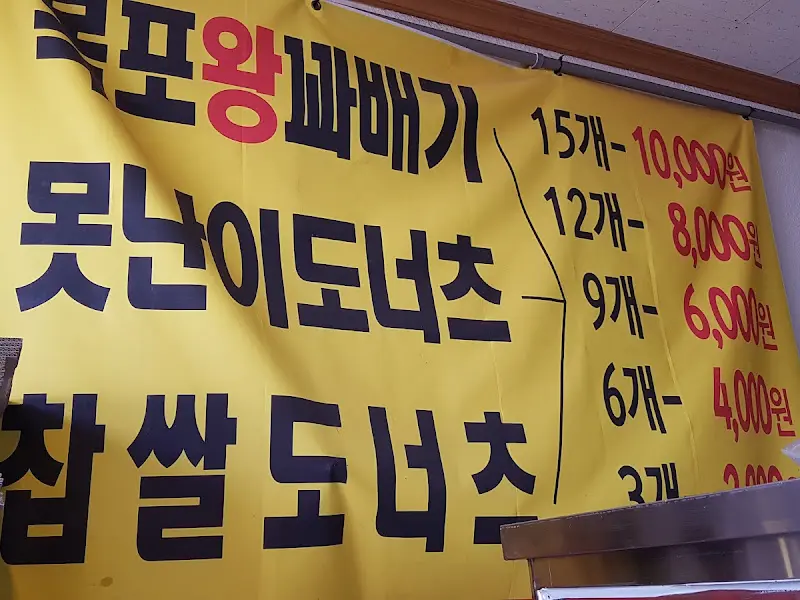 목포왕꽈배기
못난이도너츠
찹쌀도너츠
15개- 10,000원
12개- 8,000원
9개- 6,000원
6개- 4,000원
3개